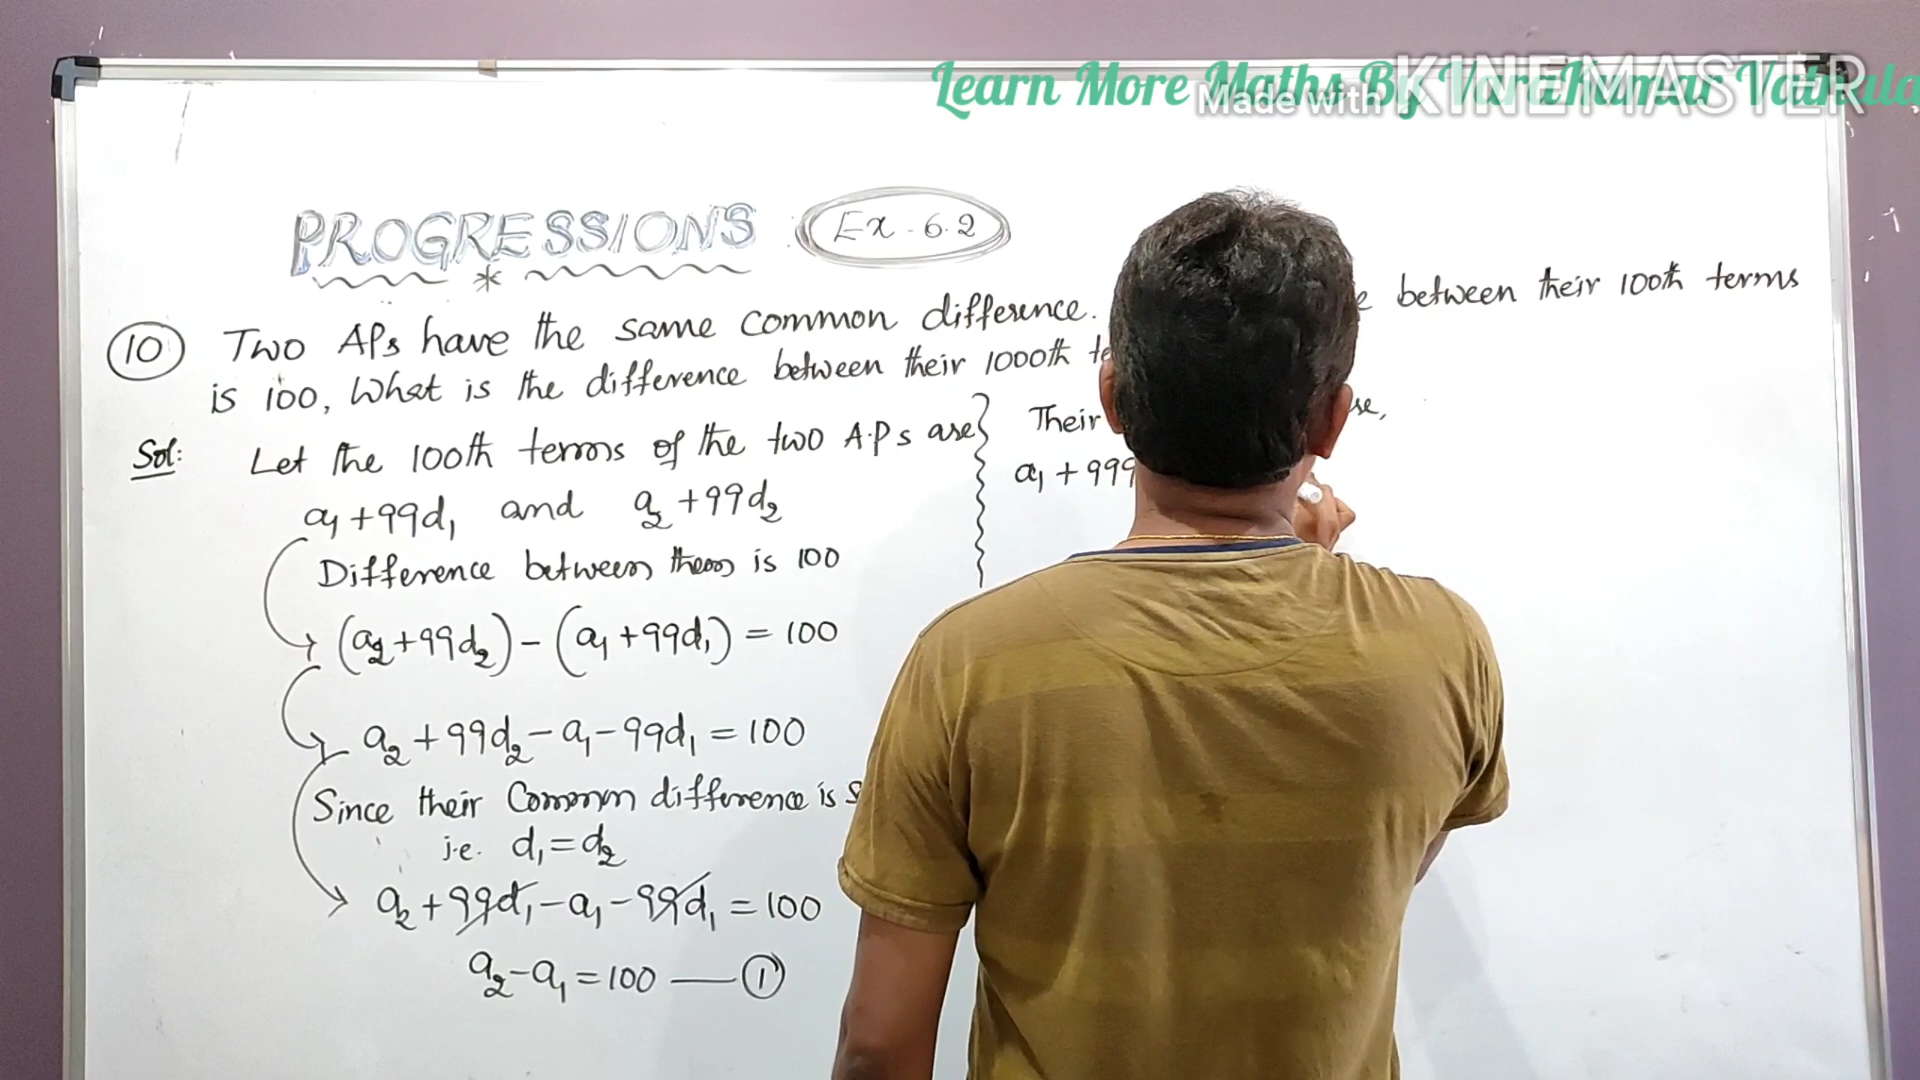 Learn More Maths By VaraKumar
Made with KINEMASTER
PROGRESSIONS
Ex - 6.2
10 Two APs have the same common difference. between their 100th terms
is 100, What is the difference between their 1000th
Sol: Let the 100th terms of the two A.Ps are
a₁+99d₁ and a₂+99d₂
Difference between them is 100
(a₂+99d₂) - (a₁+99d₁) = 100
a₂+99d₂-a₁-99d₁ = 100
Since their Common difference is
i.e. d₁=d₂
a₂+99d₁-a₁-99d₁ = 100
a₂-a₁=100 — 1
Their
a₁+999